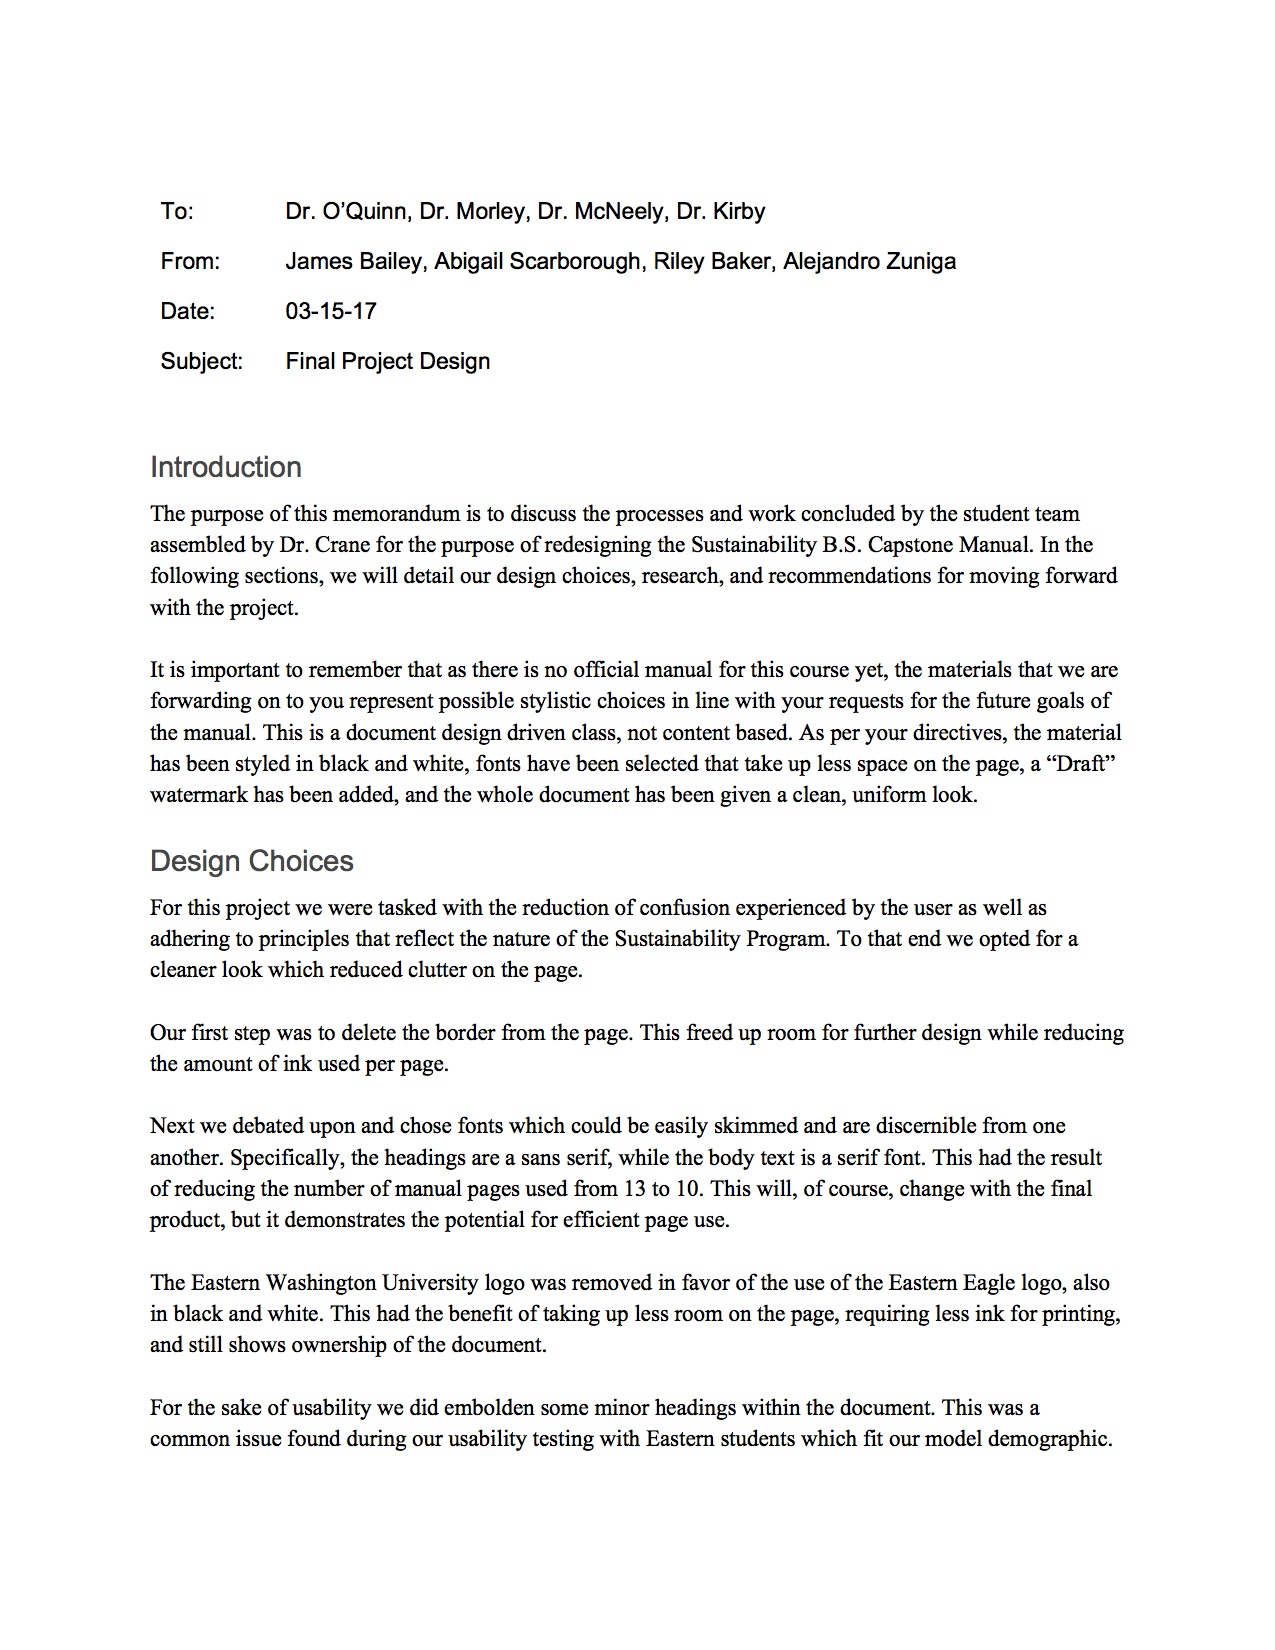 To: Dr. O’Quinn, Dr. Morley, Dr. McNeely, Dr. Kirby
From: James Bailey, Abigail Scarborough, Riley Baker, Alejandro Zuniga
Date: 03-15-17
Subject: Final Project Design
Introduction
The purpose of this memorandum is to discuss the processes and work concluded by the student team
assembled by Dr. Crane for the purpose of redesigning the Sustainability B.S. Capstone Manual. In the
following sections, we will detail our design choices, research, and recommendations for moving forward
with the project.
It is important to remember that as there is no official manual for this course yet, the materials that we are
forwarding on to you represent possible stylistic choices in line with your requests for the future goals of
the manual. This is a document design driven class, not content based. As per your directives, the material
has been styled in black and white, fonts have been selected that take up less space on the page, a “Draft”
watermark has been added, and the whole document has been given a clean, uniform look.
Design Choices
For this project we were tasked with the reduction of confusion experienced by the user as well as
adhering to principles that reflect the nature of the Sustainability Program. To that end we opted for a
cleaner look which reduced clutter on the page.
Our first step was to delete the border from the page. This freed up room for further design while reducing
the amount of ink used per page.
Next we debated upon and chose fonts which could be easily skimmed and are discernible from one
another. Specifically, the headings are a sans serif, while the body text is a serif font. This had the result
of reducing the number of manual pages used from 13 to 10. This will, of course, change with the final
product, but it demonstrates the potential for efficient page use.
The Eastern Washington University logo was removed in favor of the use of the Eastern Eagle logo, also
in black and white. This had the benefit of taking up less room on the page, requiring less ink for printing,
and still shows ownership of the document.
For the sake of usability we did embolden some minor headings within the document. This was a
common issue found during our usability testing with Eastern students which fit our model demographic.